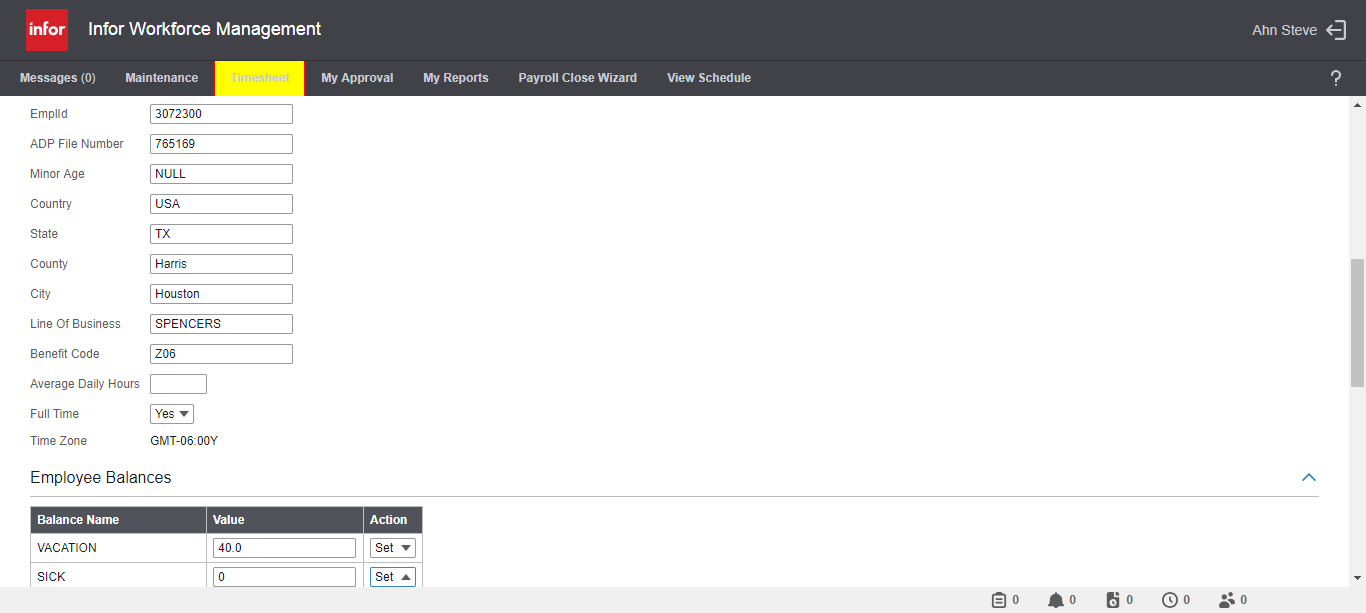 infor Infor Workforce Management Ahn Steve
Messages (0) Maintenance Timesheet My Approval My Reports Payroll Close Wizard View Schedule ?
EmplId 3072300
ADP File Number 765169
Minor Age NULL
Country USA
State TX
County Harris
City Houston
Line Of Business SPENCERS
Benefit Code Z06
Average Daily Hours
Full Time Yes
Time Zone GMT-06:00Y
Employee Balances
Balance Name Value Action
VACATION 40.0 Set
SICK 0 Set
0 0 0 0 0